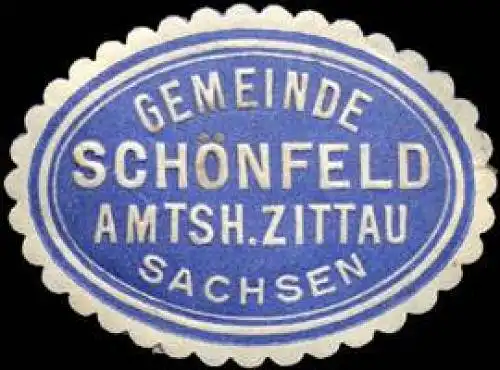 GEMEINDE
SCHÖNFELD
AMTSH. ZITTAU
SACHSEN